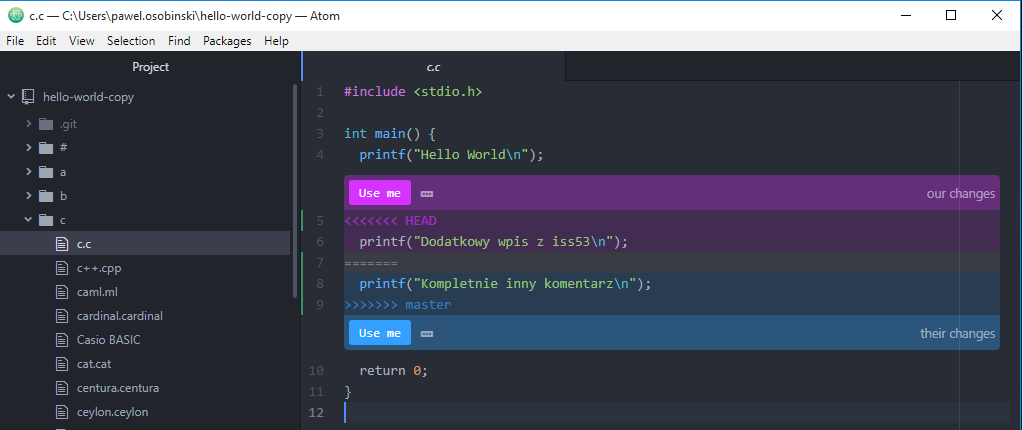 c.c — C:\Users\pawel.osobinski\hello-world-copy — Atom
File Edit View Selection Find Packages Help
Project
hello-world-copy
.git
#
a
b
c
c.c
c++.cpp
caml.ml
cardinal.cardinal
Casio BASIC
cat.cat
centura.centura
ceylon.ceylon
c.c
1 #include <stdio.h>
2
3 int main() {
4 printf("Hello World\n");
Use me our changes
5 <<<<<<< HEAD
6 printf("Dodatkowy wpis z iss53\n");
7 =======
8 printf("Kompletnie inny komentarz\n");
9 >>>>>>> master
Use me their changes
10 return 0;
11 }
12